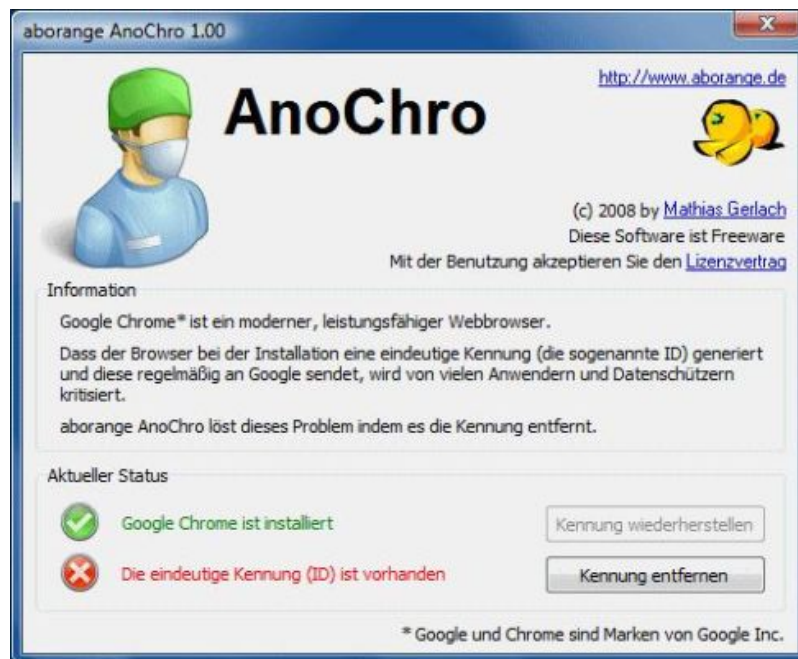 aborange AnoChro 1.00
AnoChro
http://www.aborange.de
(c) 2008 by Mathias Gerlach
Diese Software ist Freeware
Mit der Benutzung akzeptieren Sie den Lizenzvertrag
Information
Google Chrome* ist ein moderner, leistungsfähiger Webbrowser.
Dass der Browser bei der Installation eine eindeutige Kennung (die sogenannte ID) generiert
und diese regelmäßig an Google sendet, wird von vielen Anwendern und Datenschützern
kritisiert.
aborange AnoChro löst dieses Problem indem es die Kennung entfernt.
Aktueller Status
Google Chrome ist installiert
Kennung wiederherstellen
Die eindeutige Kennung (ID) ist vorhanden
Kennung entfernen
* Google und Chrome sind Marken von Google Inc.